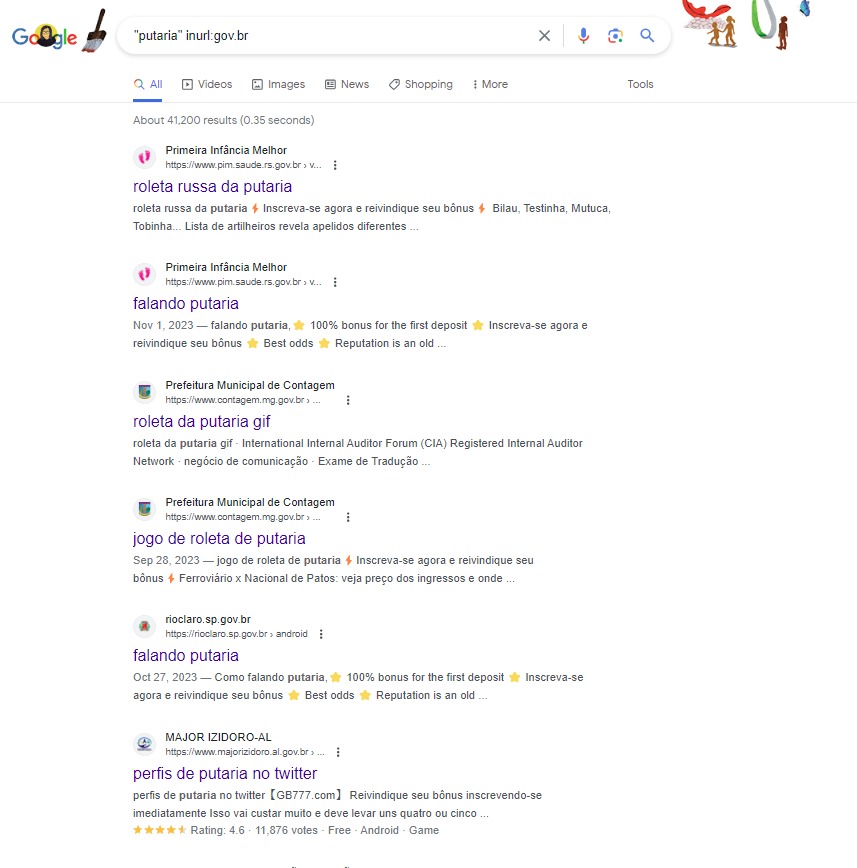 Google
"putaria" inurl:gov.br
All Videos Images News Shopping More Tools
About 41,200 results (0.35 seconds)
Primeira Infância Melhor
https://www.pim.saude.rs.gov.br › v...
roleta russa da putaria
roleta russa da putaria ⚡ Inscreva-se agora e reivindique seu bônus ⚡ Bilau, Testinha, Mutuca,
Tobinha... Lista de artilheiros revela apelidos diferentes ...
Primeira Infância Melhor
https://www.pim.saude.rs.gov.br › v...
falando putaria
Nov 1, 2023 — falando putaria,⭐ 100% bonus for the first deposit ⭐ Inscreva-se agora e
reivindique seu bônus ⭐ Best odds ⭐ Reputation is an old ...
Prefeitura Municipal de Contagem
https://www.contagem.mg.gov.br › ...
roleta da putaria gif
roleta da putaria gif · International Internal Auditor Forum (CIA) Registered Internal Auditor
Network · negócio de comunicação · Exame de Tradução ...
Prefeitura Municipal de Contagem
https://www.contagem.mg.gov.br › ...
jogo de roleta de putaria
Sep 28, 2023 — jogo de roleta de putaria ⚡ Inscreva-se agora e reivindique seu
bônus ⚡ Ferroviário x Nacional de Patos: veja preço dos ingressos e onde ...
rioclaro.sp.gov.br
https://rioclaro.sp.gov.br › android
falando putaria
Oct 27, 2023 — Como falando putaria,⭐ 100% bonus for the first deposit ⭐ Inscreva-se
agora e reivindique seu bônus ⭐ Best odds ⭐ Reputation is an old ...
MAJOR IZIDORO-AL
https://www.majorizidoro.al.gov.br › ...
perfis de putaria no twitter
perfis de putaria no twitter【GB777.com】 Reivindique seu bônus inscrevendo-se
imediatamente Isso vai custar muito e deve levar uns quatro ou cinco ...
Rating: 4.6 · 11,876 votes · Free · Android · Game